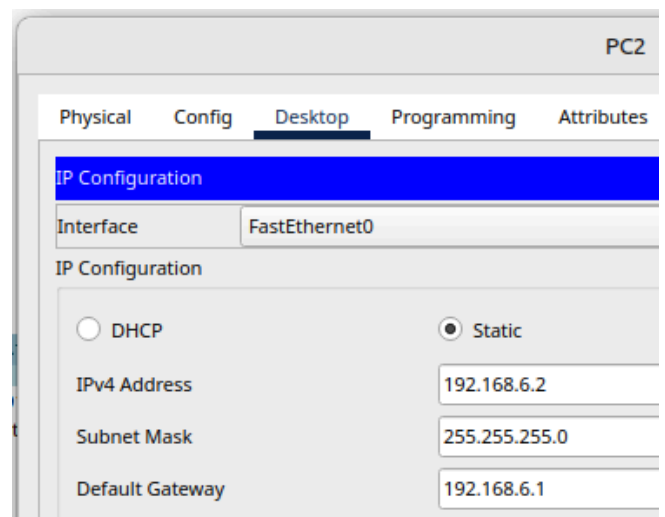 PC2
Physical Config Desktop Programming Attributes
IP Configuration
Interface FastEthernet0
IP Configuration
DHCP Static
IPv4 Address 192.168.6.2
Subnet Mask 255.255.255.0
Default Gateway 192.168.6.1